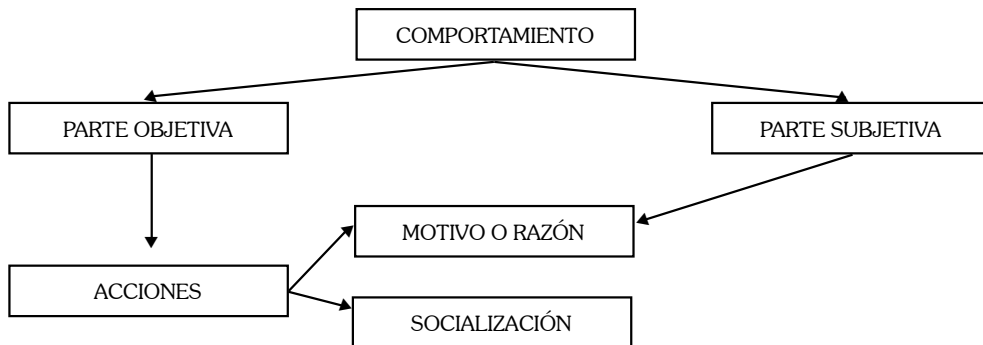 COMPORTAMIENTO
PARTE OBJETIVA
PARTE SUBJETIVA
MOTIVO O RAZÓN
ACCIONES
SOCIALIZACIÓN